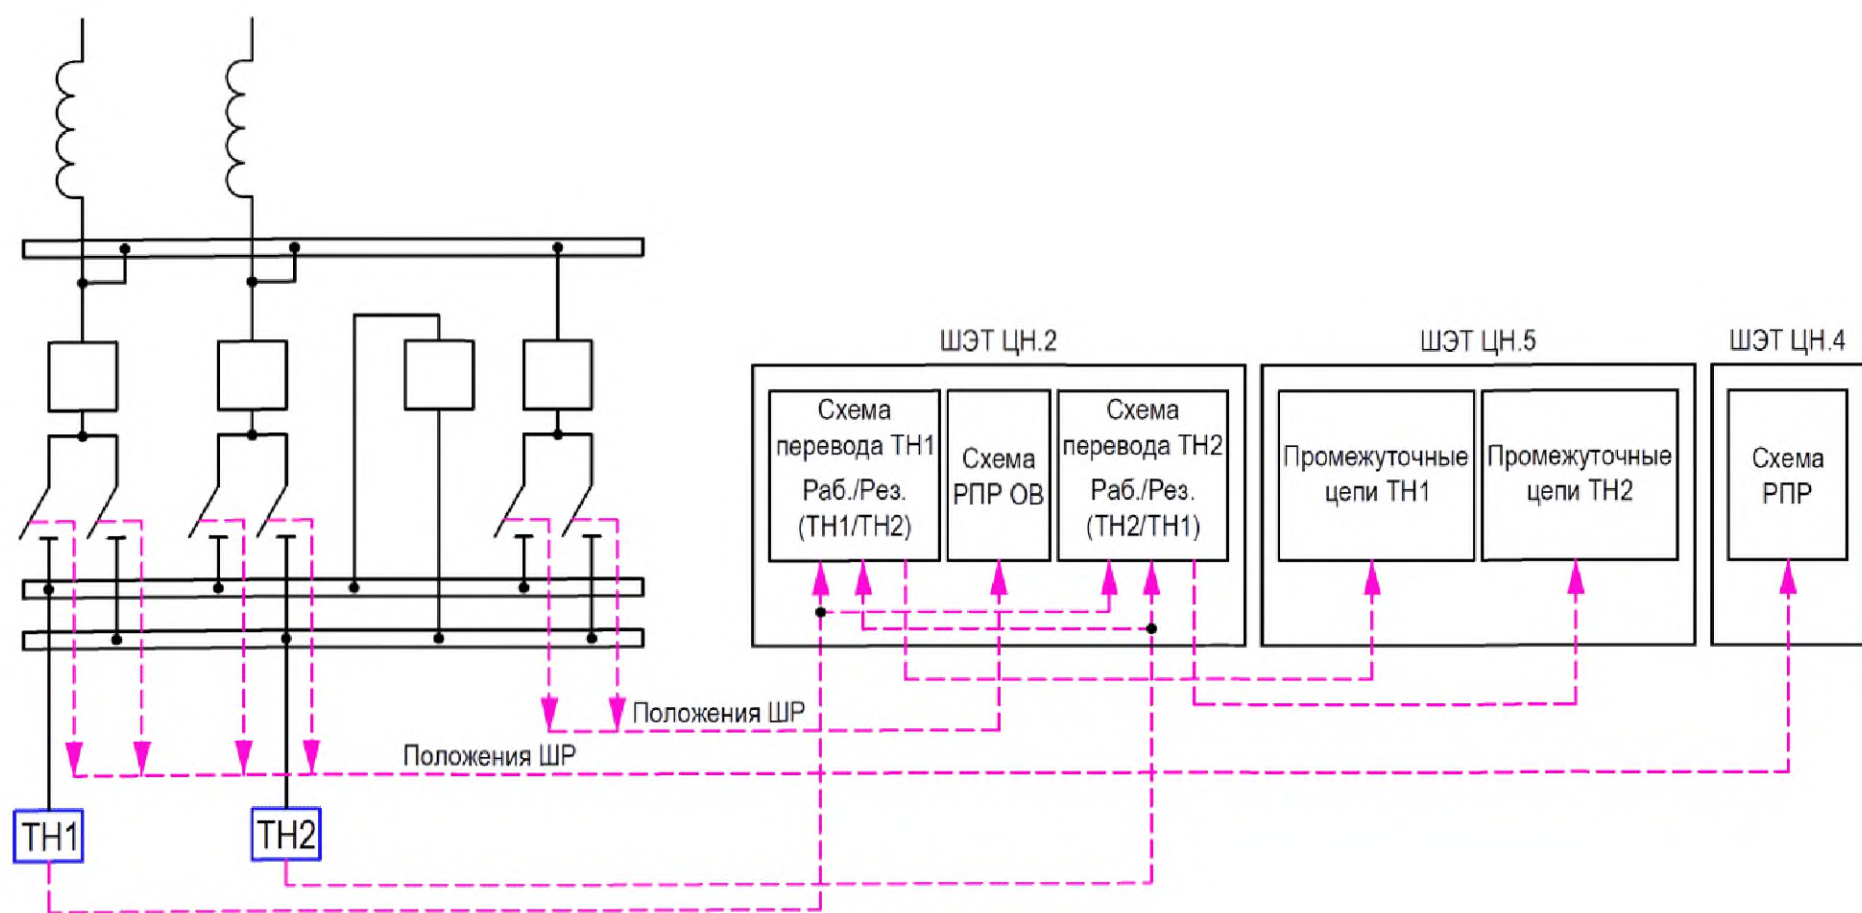 ШЭТ ЦН.2
ШЭТ ЦН.5
ШЭТ ЦН.4
Схема
перевода ТН1
Раб./Рез.
(ТН1/ТН2)
Схема
РПР ОВ
Схема
перевода ТН2
Раб./Рез.
(ТН2/ТН1)
Промежуточные
цепи ТН1
Промежуточные
цепи ТН2
Схема
РПР
Положения ШР
Положения ШР
ТН1
ТН2